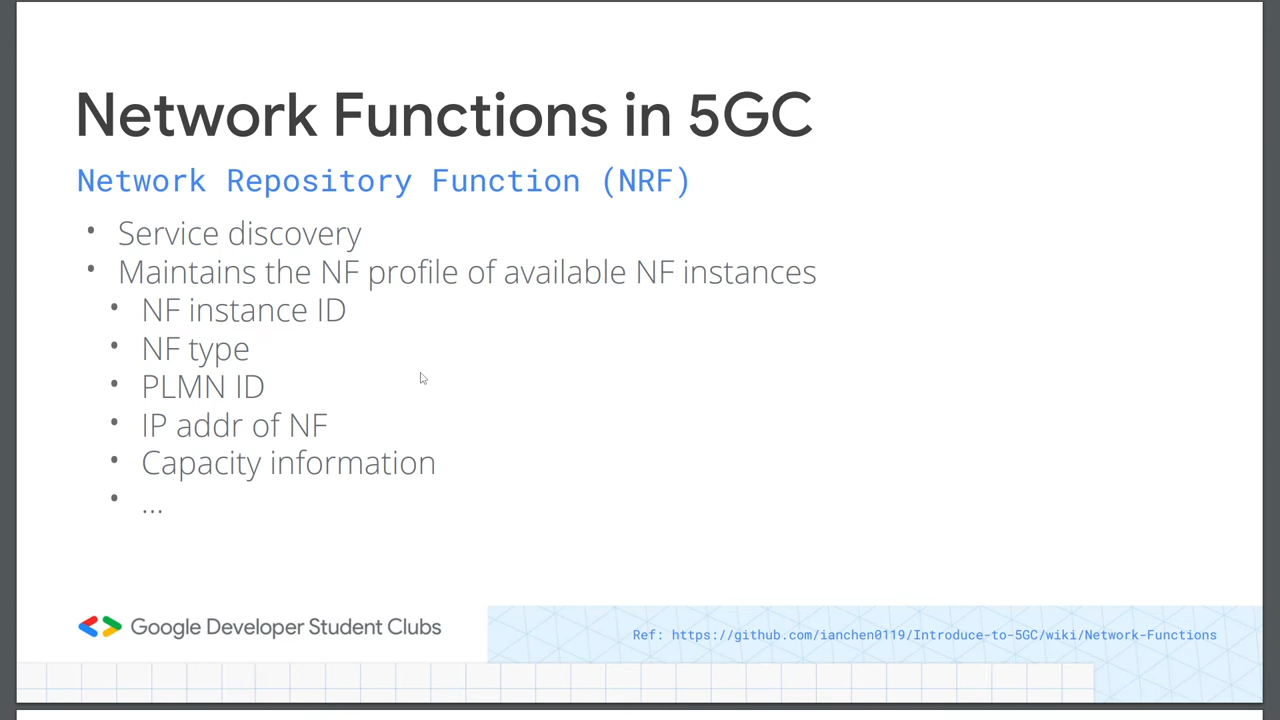 Network Functions in 5GC
Network Repository Function (NRF)
• Service discovery
• Maintains the NF profile of available NF instances
• NF instance ID
• NF type
• PLMN ID
• IP addr of NF
• Capacity information
• ...
Google Developer Student Clubs
Ref: https://github.com/ianchen0119/Introduce-to-5GC/wiki/Network-Functions